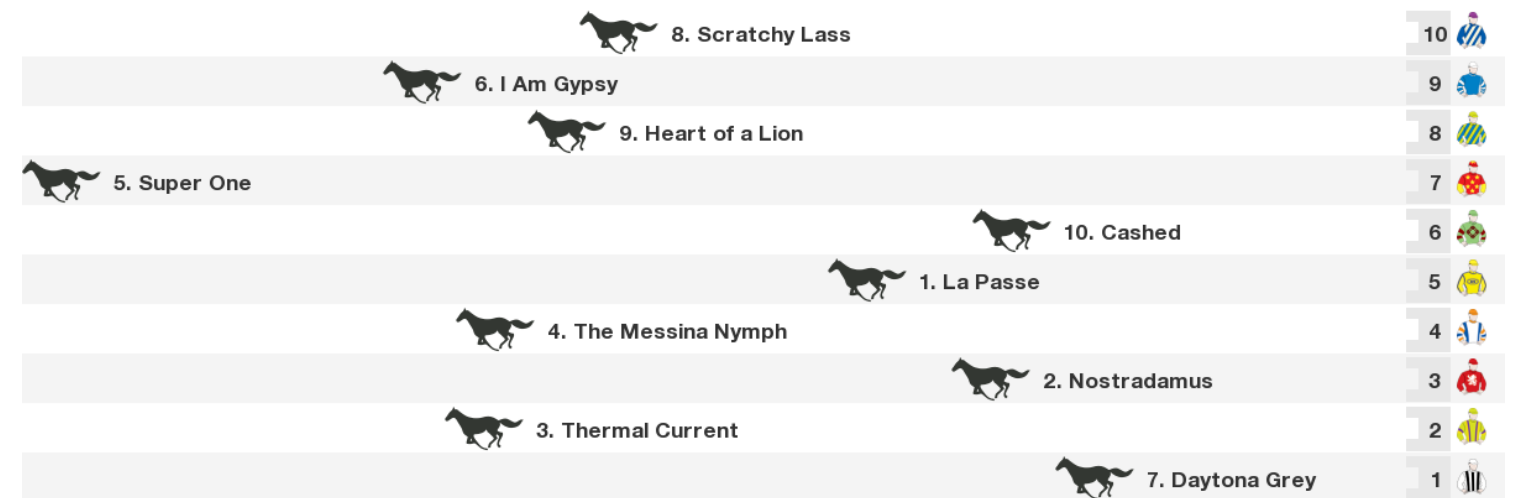 8. Scratchy Lass 10
6. I Am Gypsy 9
9. Heart of a Lion 8
5. Super One 7
10. Cashed 6
1. La Passe 5
4. The Messina Nymph 4
2. Nostradamus 3
3. Thermal Current 2
7. Daytona Grey 1